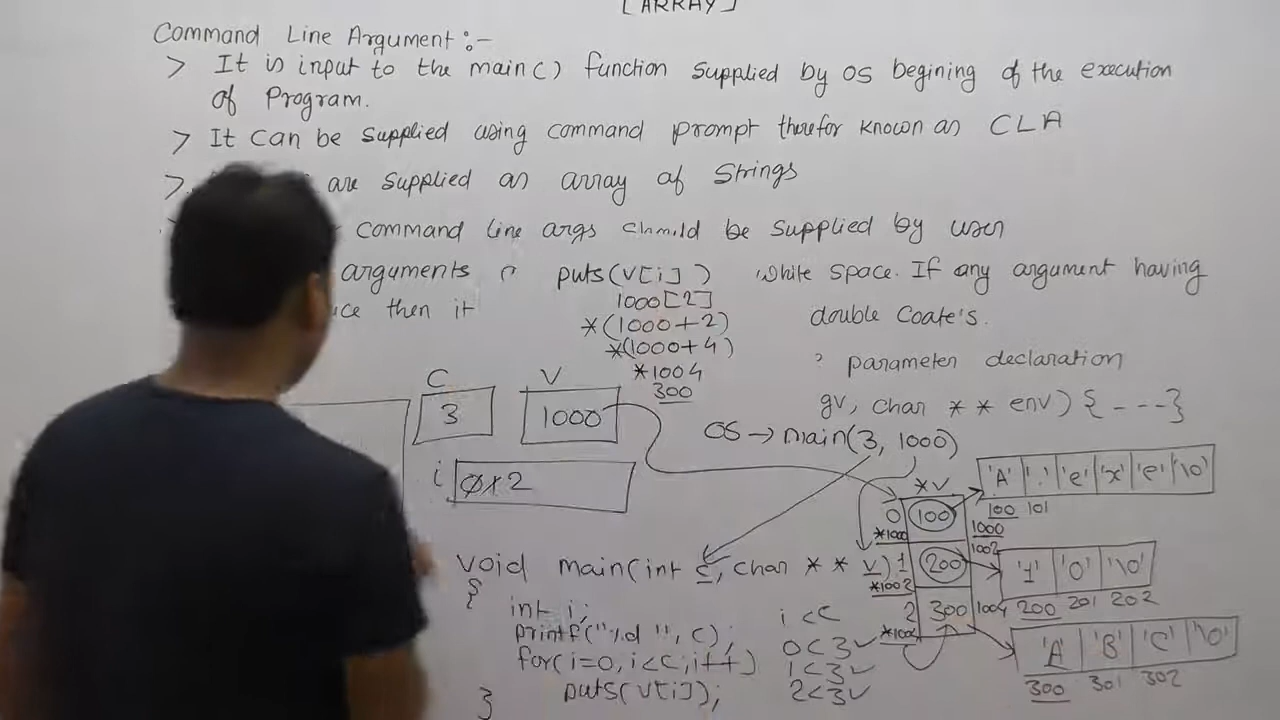 [ARRAY]
Command Line Argument :-
> It is input to the main() function supplied by OS begining of the execution
of Program.
> It can be supplied using command prompt therefor known as CLA
> are supplied as array of strings
command line args should be supplied by user
arguments puts(v[i]) white space. If any argument having
then it 1000[2] double Coate's.
*(1000+2)
*(1000+4) parameter declaration
*1004
300 gv, char ** env) {----}
C V
3 1000 OS → main(3, 1000)
i 0 1 2
*v 'A' '.' 'e' 'x' 'e' '\0'
0 100 100 101
*1000 1000
1002
void main(int c, char ** v) 1 200 '1' '0' '\0'
*1002
{ 200 201 202
int i; i<c 2 300 1004
printf("%d ", c); 0<3✓ 'A' 'B' 'C' '\0'
for(i=0, i<c, i++) 1<3✓ 300 301 302
puts(v[i]); 2<3✓
}